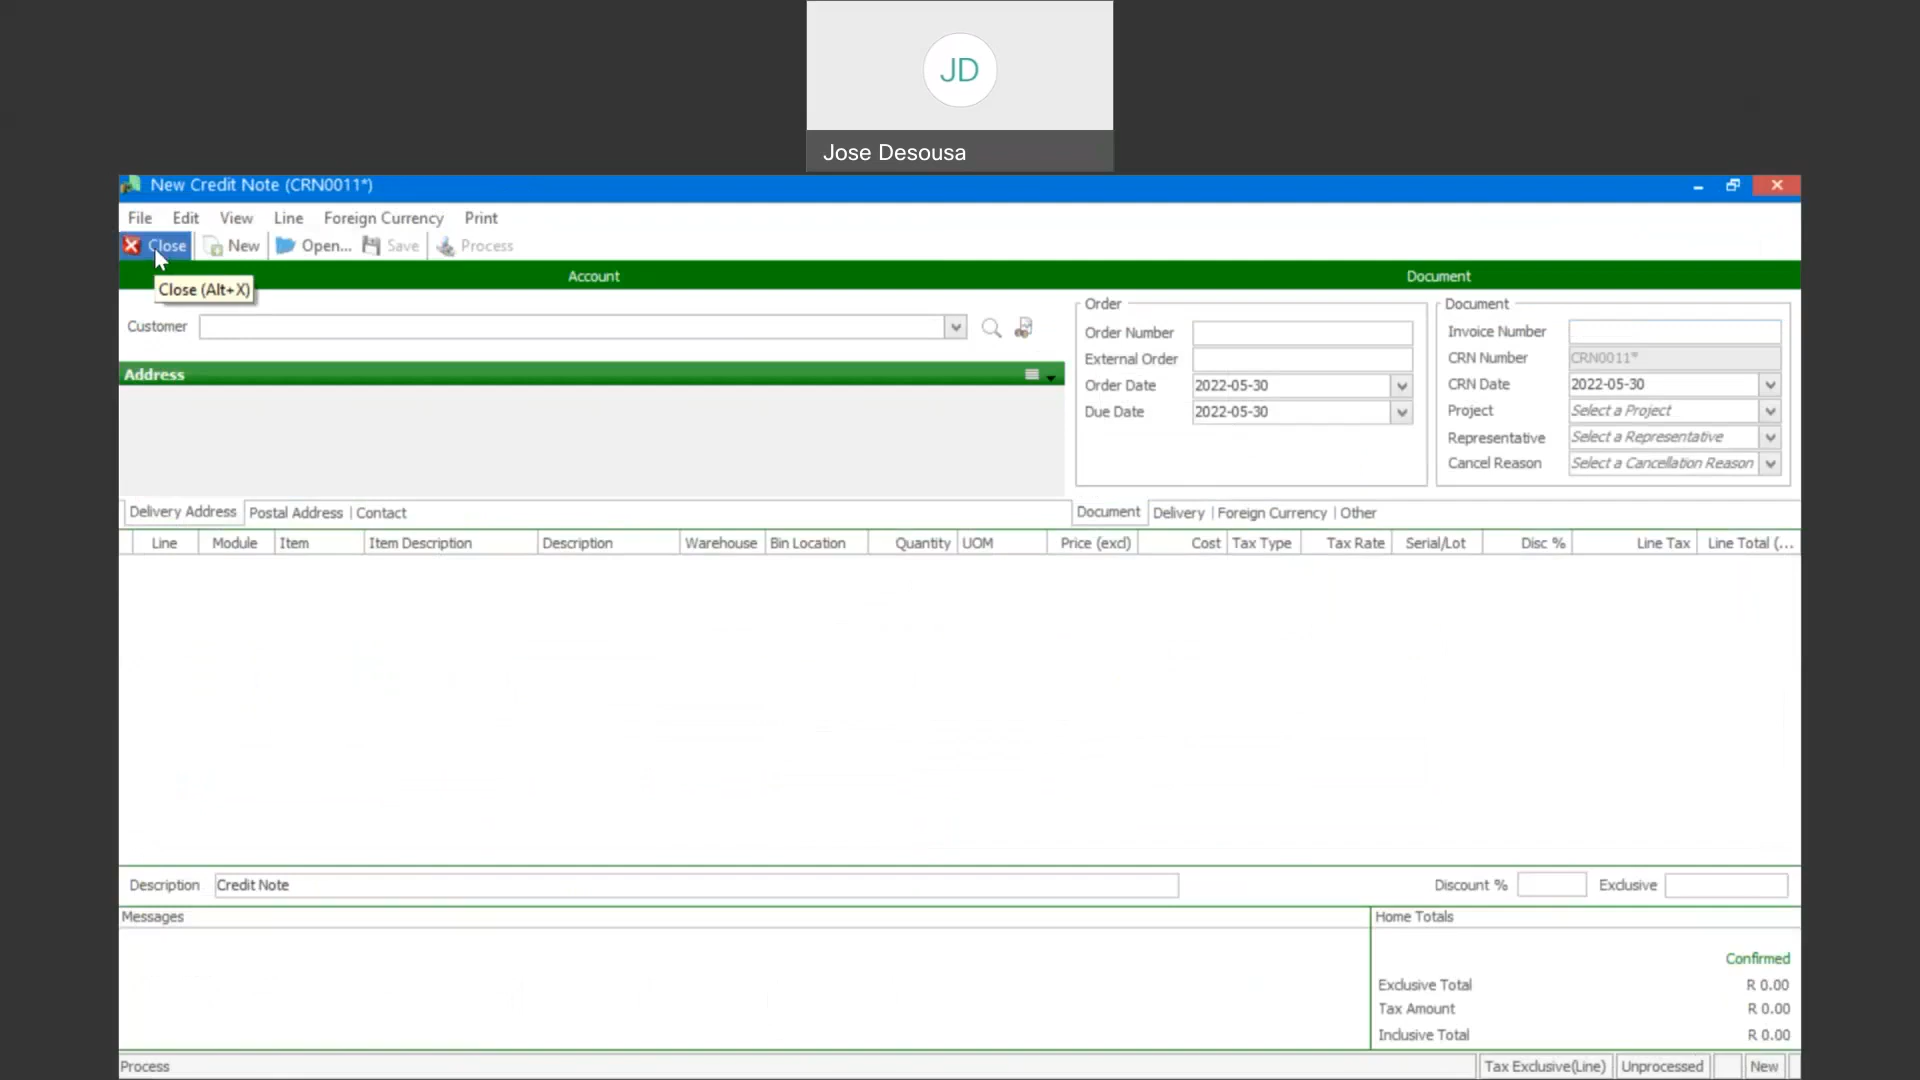 JD
Jose Desousa
New Credit Note (CRN0011*)
File Edit View Line Foreign Currency Print
Close New Open... Save Process
Account Document
Close (Alt+X)
Customer
Address
Order
Order Number
External Order
Order Date 2022-05-30
Due Date 2022-05-30
Document
Invoice Number
CRN Number CRN0011*
CRN Date 2022-05-30
Project Select a Project
Representative Select a Representative
Cancel Reason Select a Cancellation Reason
Delivery Address Postal Address | Contact
Document Delivery | Foreign Currency | Other
Line Module Item Item Description Description Warehouse Bin Location Quantity UOM Price (excl) Cost Tax Type Tax Rate Serial/Lot Disc % Line Tax Line Total (...
Description Credit Note Discount % Exclusive
Messages
Home Totals
Confirmed
Exclusive Total R 0.00
Tax Amount R 0.00
Inclusive Total R 0.00
Process Tax Exclusive(Line) Unprocessed New